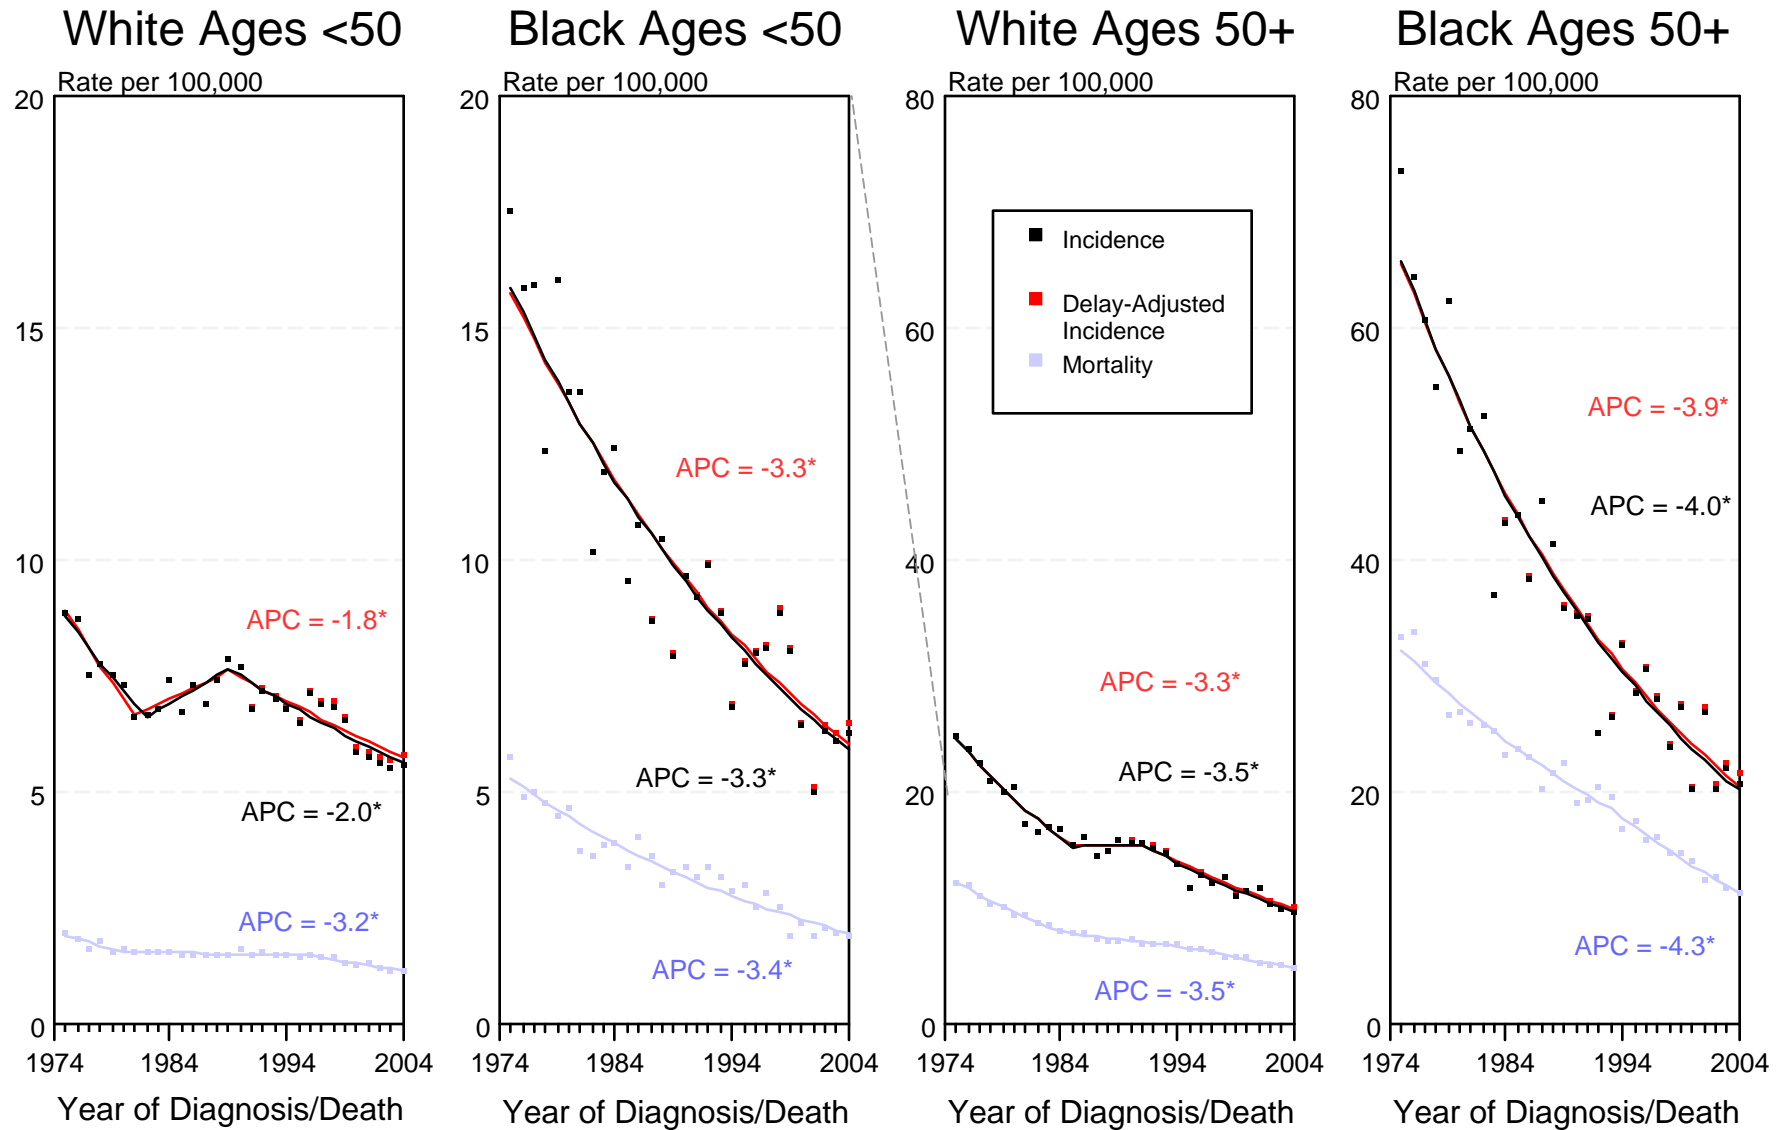 White Ages <50
Rate per 100,000
20
15
10
5
0
APC = -1.8*
APC = -2.0*
APC = -3.2*
1974 1984 1994 2004
Year of Diagnosis/Death
Black Ages <50
Rate per 100,000
20
15
10
5
0
APC = -3.3*
APC = -3.3*
APC = -3.4*
1974 1984 1994 2004
Year of Diagnosis/Death
White Ages 50+
80
60
40
20
0
Incidence
Delay-Adjusted
Incidence
Mortality
APC = -3.3*
APC = -3.5*
APC = -3.5*
1974 1984 1994 2004
Year of Diagnosis/Death
Black Ages 50+
Rate per 100,000
80
60
40
20
0
APC = -3.9*
APC = -4.0*
APC = -4.3*
1974 1984 1994 2004
Year of Diagnosis/Death